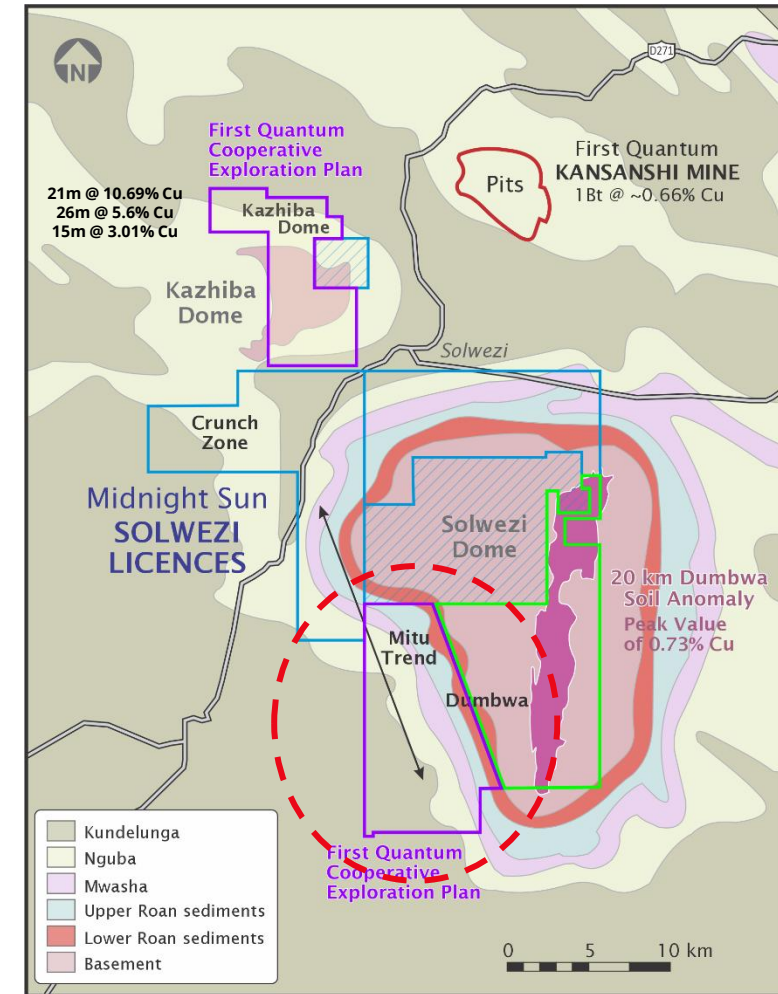 N
D271
First Quantum
Cooperative
Exploration Plan
21m @ 10.69% Cu
26m @ 5.6% Cu
15m @ 3.01% Cu
Kazhiba
Dome
Kazhiba
Dome
Pits
First Quantum
KANSANSHI MINE
1Bt @ ~0.66% Cu
Solwezi
Crunch
Zone
Midnight Sun
SOLWEZI
LICENCES
Solwezi
Dome
20 km Dumbwa
Soil Anomaly
Peak Value
of 0.73% Cu
Mitu
Trend
Dumbwa
First Quantum
Cooperative
Exploration Plan
Kundelunga
Nguba
Mwasha
Upper Roan sediments
Lower Roan sediments
Basement
0 5 10 km